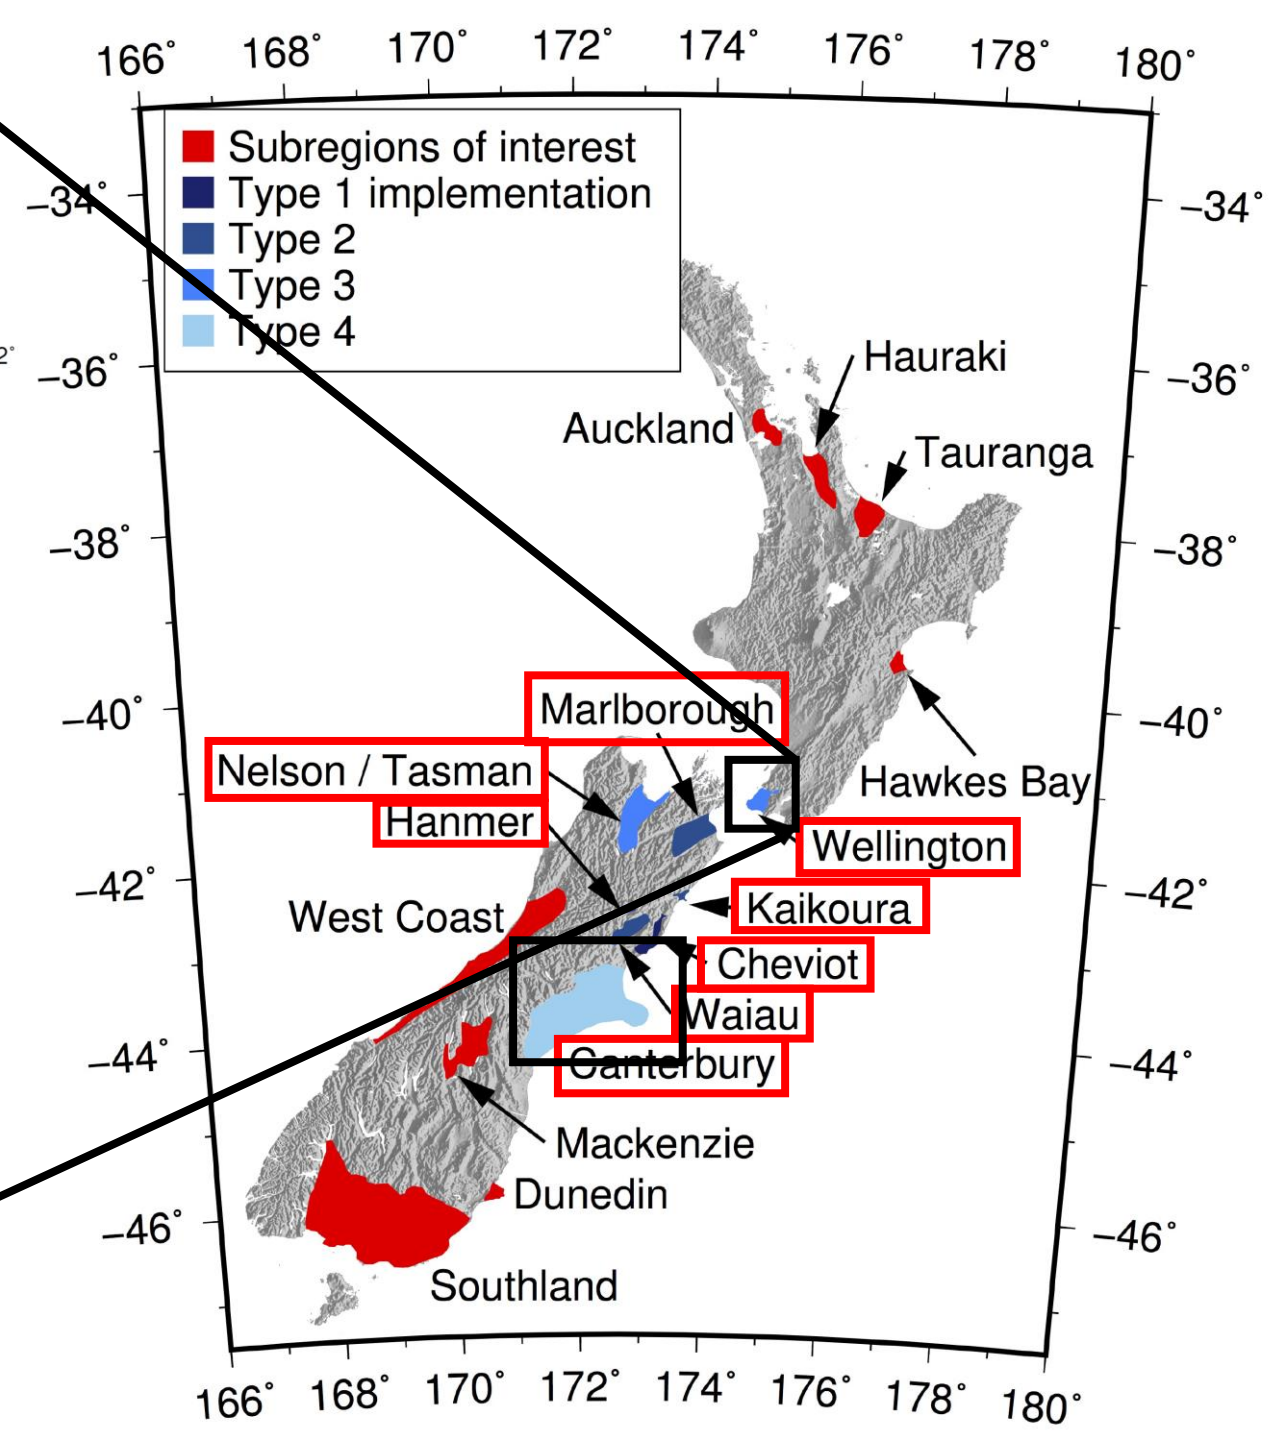 166° 168° 170° 172° 174° 176° 178° 180°
Subregions of interest
Type 1 implementation
Type 2
Type 3
Type 4
−34° −34°
2°
−36° −36°
Hauraki
Auckland
Tauranga
−38° −38°
Marlborough
−40° −40°
Nelson / Tasman
Hawkes Bay
Hanmer
Wellington
−42° −42°
West Coast
Kaikoura
Cheviot
Waiau
Canterbury
−44° −44°
Mackenzie
Dunedin
−46° −46°
Southland
166° 168° 170° 172° 174° 176° 178° 180°